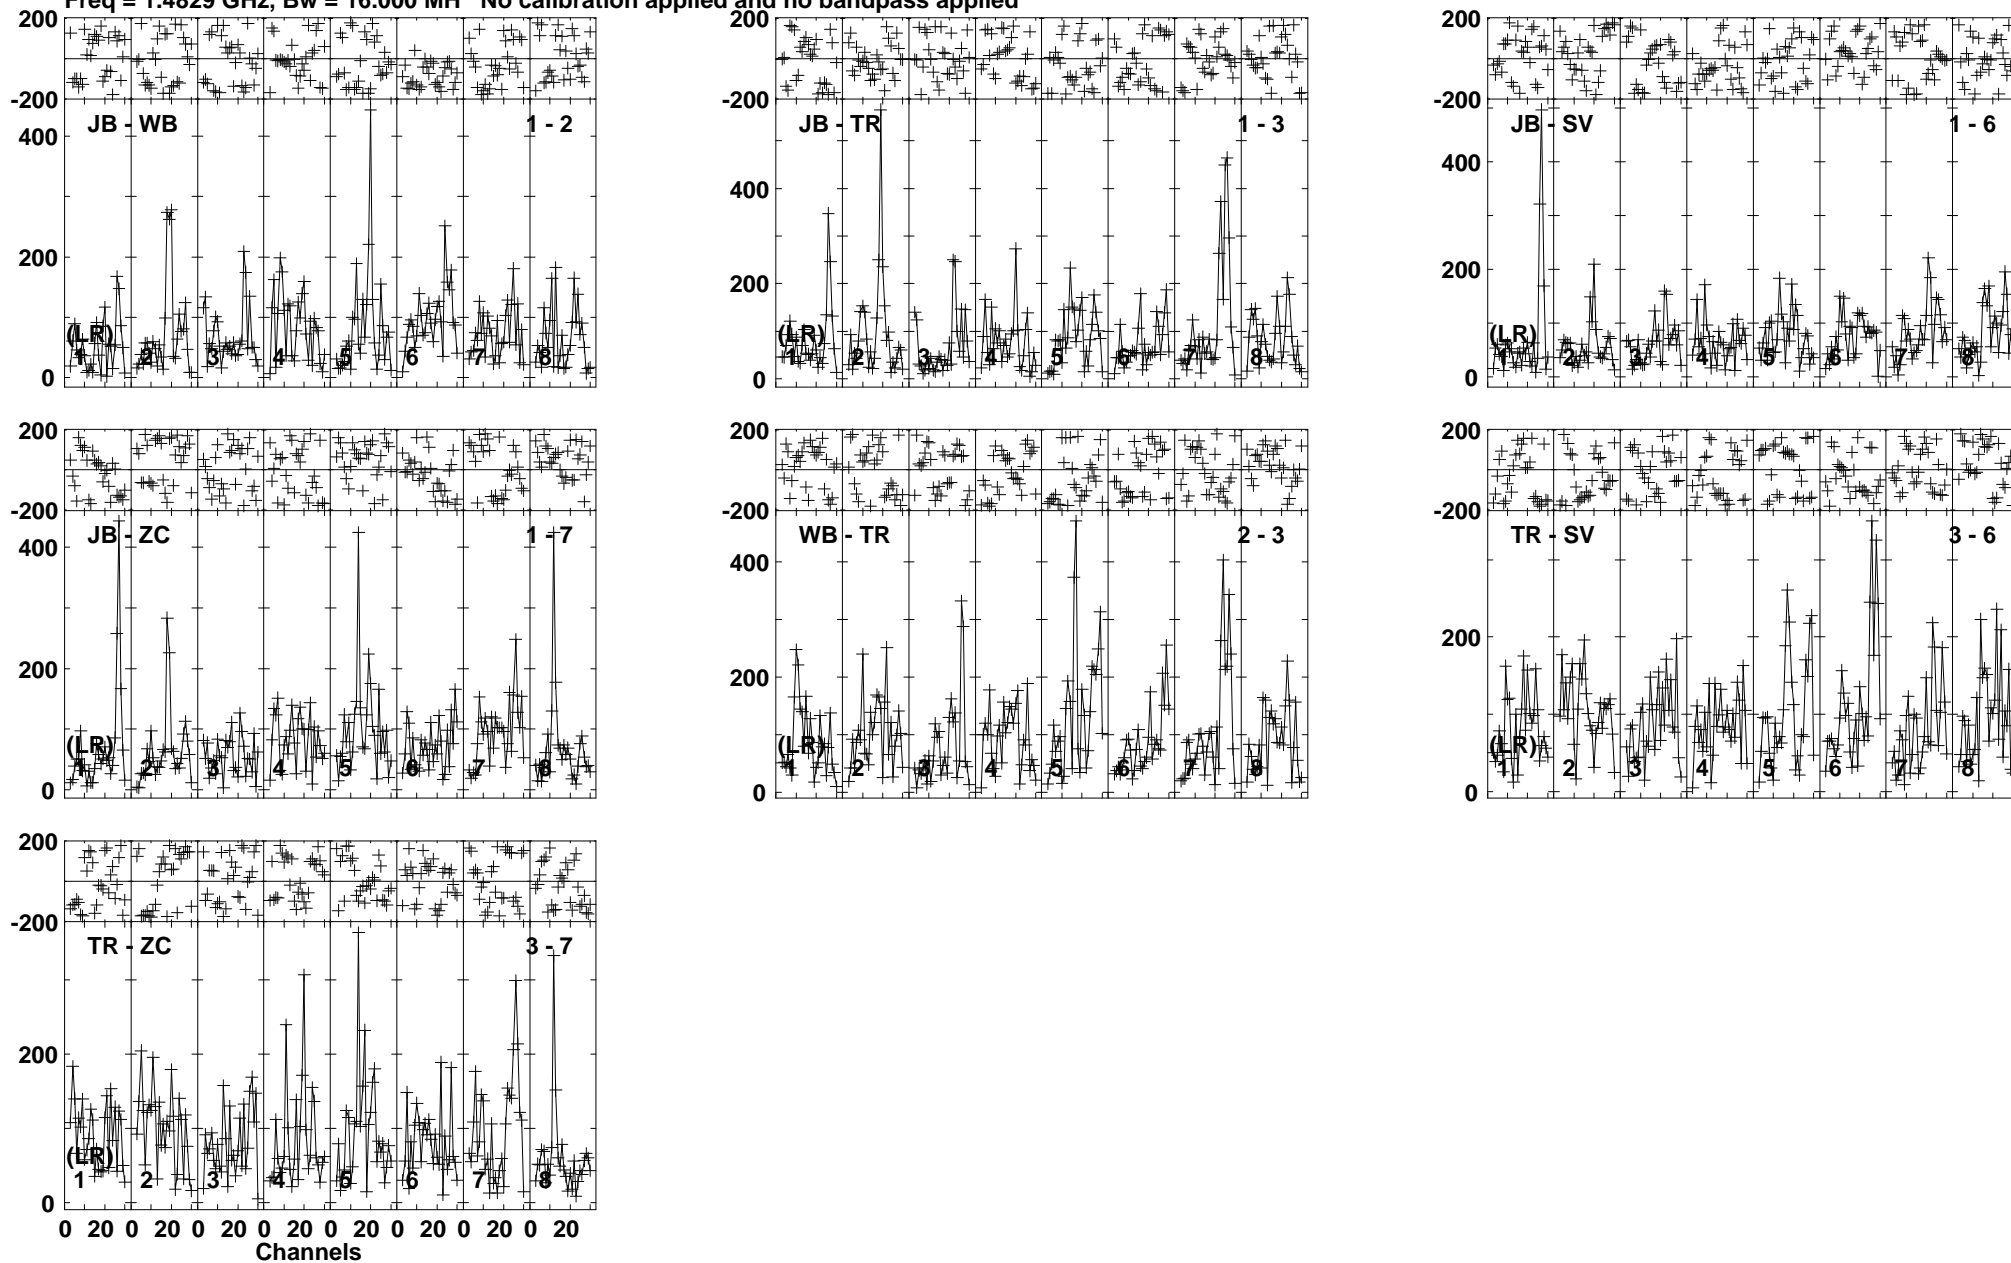 Freq = 1.4829 GHz, Bw = 16.000 MH No calibration applied and no bandpass applied
200
-200
JB - WB 1 - 2
400
200
0
(LR)
1 2 3 4 5 6 7 8
200
-200
JB - TR 1 - 3
400
200
0
(LR)
1 2 3 4 5 6 7 8
200
-200
JB - SV 1 - 6
400
200
0
(LR)
1 2 3 4 5 6 7 8
200
-200
JB - ZC 1 - 7
400
200
0
(LR)
1 2 3 4 5 6 7 8
200
-200
WB - TR 2 - 3
400
200
0
(LR)
1 2 3 4 5 6 7 8
200
-200
TR - SV 3 - 6
200
0
(LR)
1 2 3 4 5 6 7 8
200
-200
TR - ZC 3 - 7
200
0
(LR)
1 2 3 4 5 6 7 8
0 20 0 20 0 20 0 20 0 20 0 20 0 20 0 20
Channels